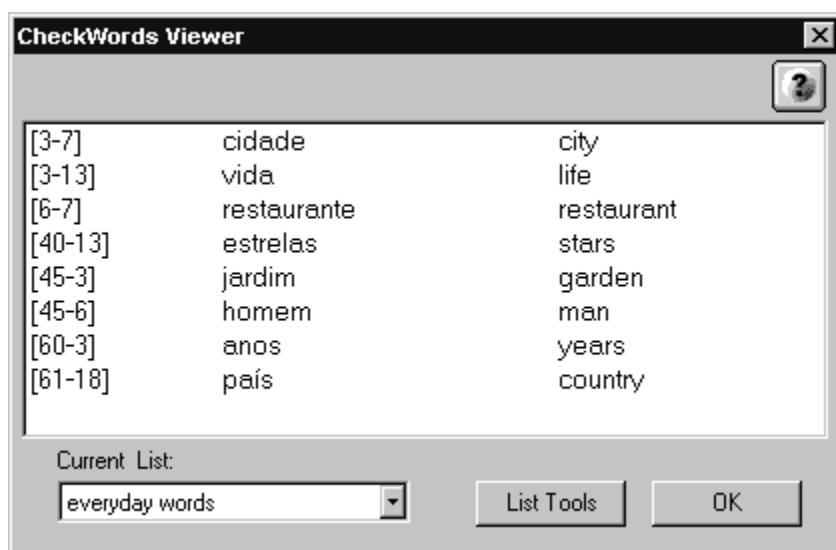 CheckWords Viewer
?
[3-7] cidade city
[3-13] vida life
[6-7] restaurante restaurant
[40-13] estrelas stars
[45-3] jardim garden
[45-6] homem man
[60-3] anos years
[61-18] país country
Current List:
everyday words
List Tools OK